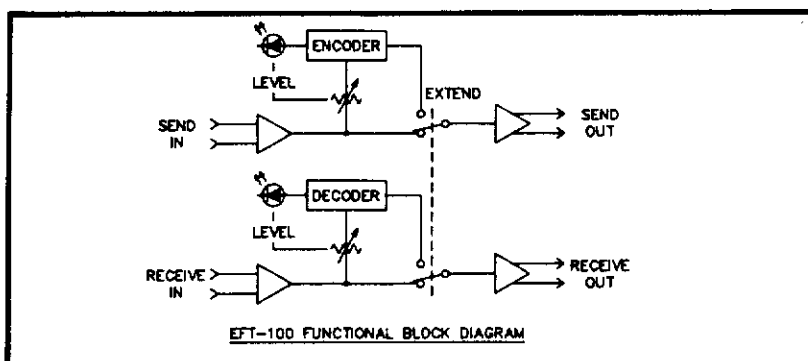 ENCODER
LEVEL
EXTEND
SEND
IN
SEND
OUT
DECODER
LEVEL
RECEIVE
IN
RECEIVE
OUT
EFT-100 FUNCTIONAL BLOCK DIAGRAM